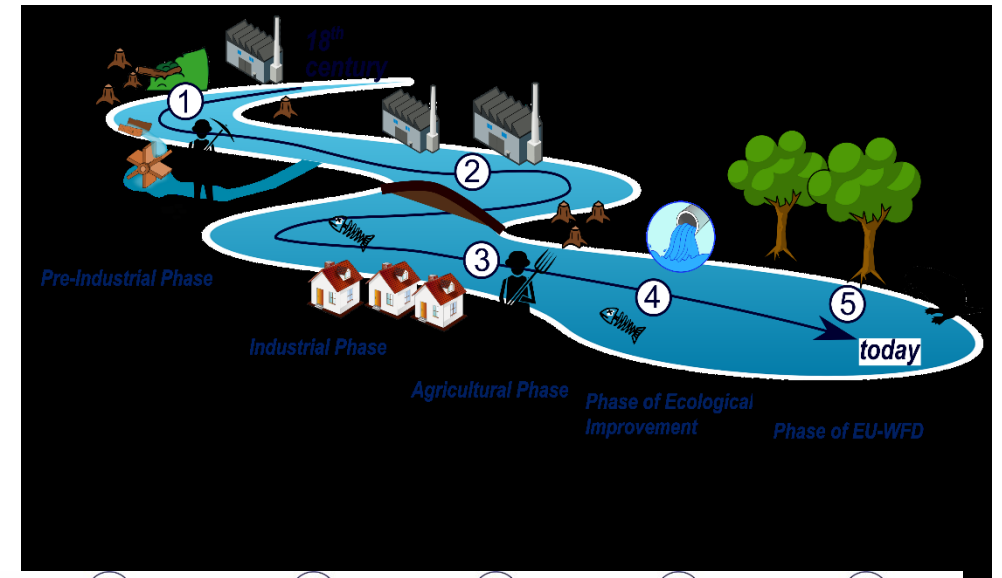 18th
century
1
2
3
4
5
today
Pre-Industrial Phase
Industrial Phase
Agricultural Phase
Phase of Ecological
Improvement
Phase of EU-WFD